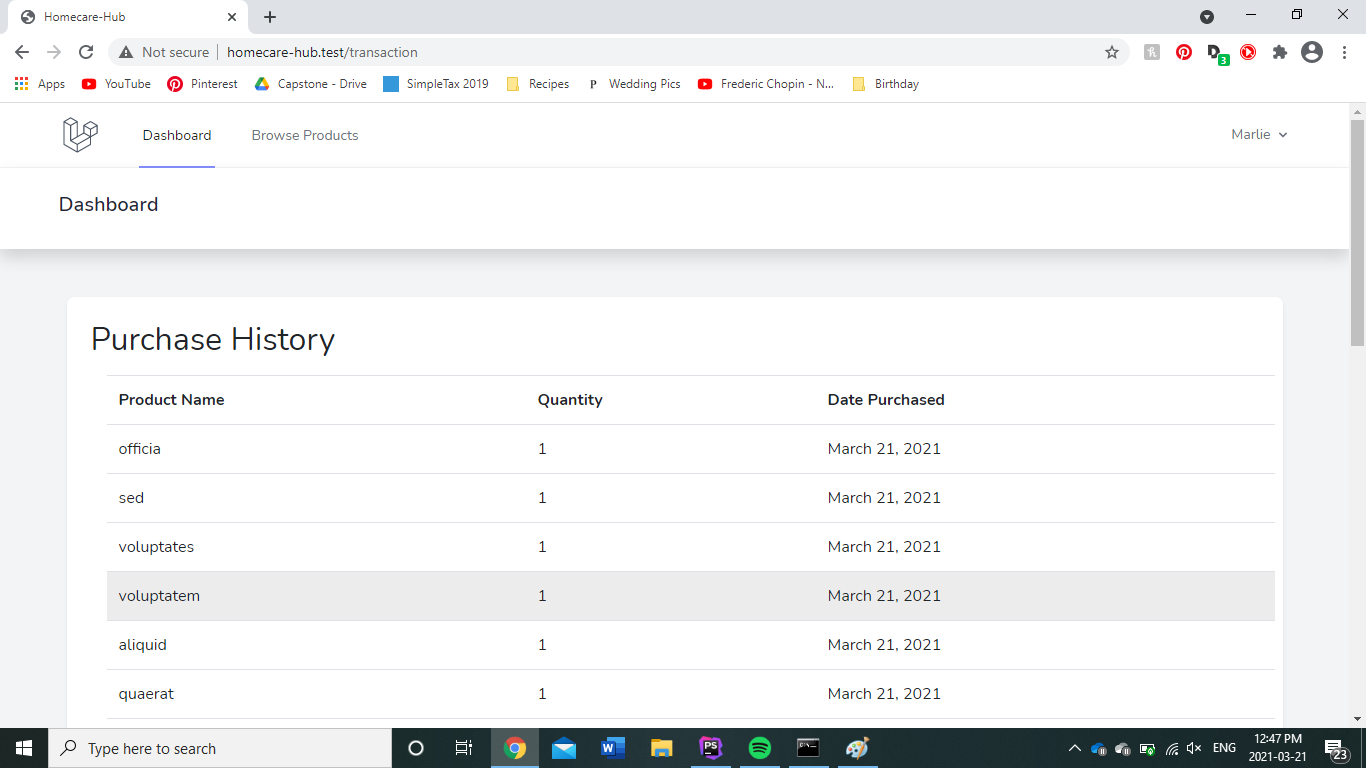 Homecare-Hub
Not secure homecare-hub.test/transaction
3
Apps YouTube Pinterest Capstone - Drive SimpleTax 2019 Recipes P Wedding Pics Frederic Chopin - N... Birthday
Dashboard Browse Products Marlie
Dashboard
Purchase History
Product Name Quantity Date Purchased
officia 1 March 21, 2021
sed 1 March 21, 2021
voluptates 1 March 21, 2021
voluptatem 1 March 21, 2021
aliquid 1 March 21, 2021
quaerat 1 March 21, 2021
Type here to search W PS ENG 12:47 PM
2021-03-21 23